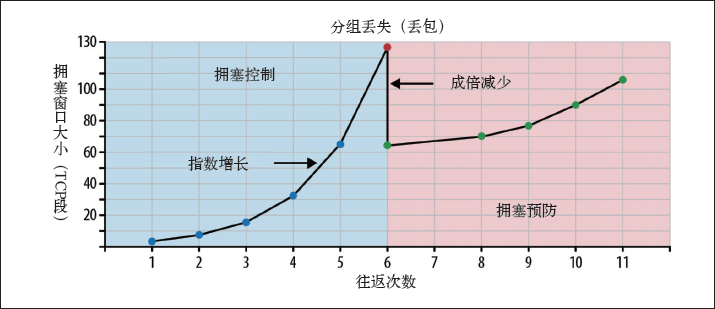 分组丢失（丢包）
130
100
80
60
40
20
拥塞窗口大小（TCP段）
拥塞控制
指数增长
成倍减少
拥塞预防
1 2 3 4 5 6 7 8 9 10 11
往返次数